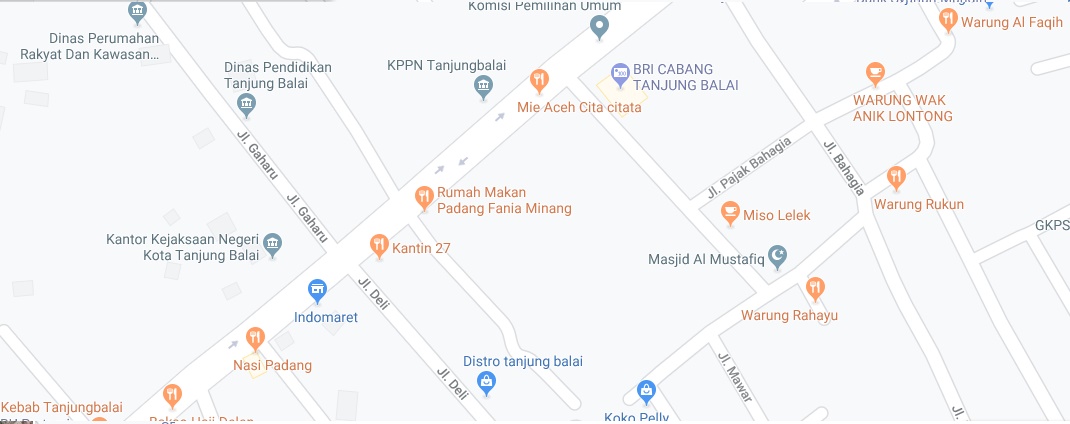 Komisi Pemilihan Umum
Warung Al Faqih
Dinas Perumahan
Rakyat Dan Kawasan...
Dinas Pendidikan
Tanjung Balai
KPPN Tanjungbalai
BRI CABANG
TANJUNG BALAI
Mie Aceh Cita citata
WARUNG WAK
ANIK LONTONG
Jl. Gaharu
Jl. Pajak Bahagia
Jl. Bahagia
Jl. Gaharu
Rumah Makan
Padang Fania Minang
Miso Lelek
Warung Rukun
GKPS
Kantor Kejaksaan Negeri
Kota Tanjung Balai
Kantin 27
Masjid Al Mustafiq
Jl. Deli
Indomaret
Warung Rahayu
Nasi Padang
Distro tanjung balai
Jl. Mawar
Jl. Deli
Kebab Tanjungbalai
Koko Pelly
Jl.